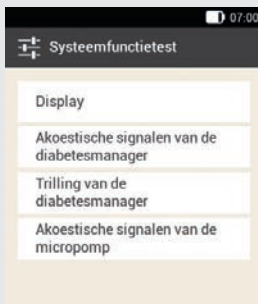 07:00
Systeemfunctietest
Display
Akoestische signalen van de
diabetesmanager
Trilling van de
diabetesmanager
Akoestische signalen van de
micropomp